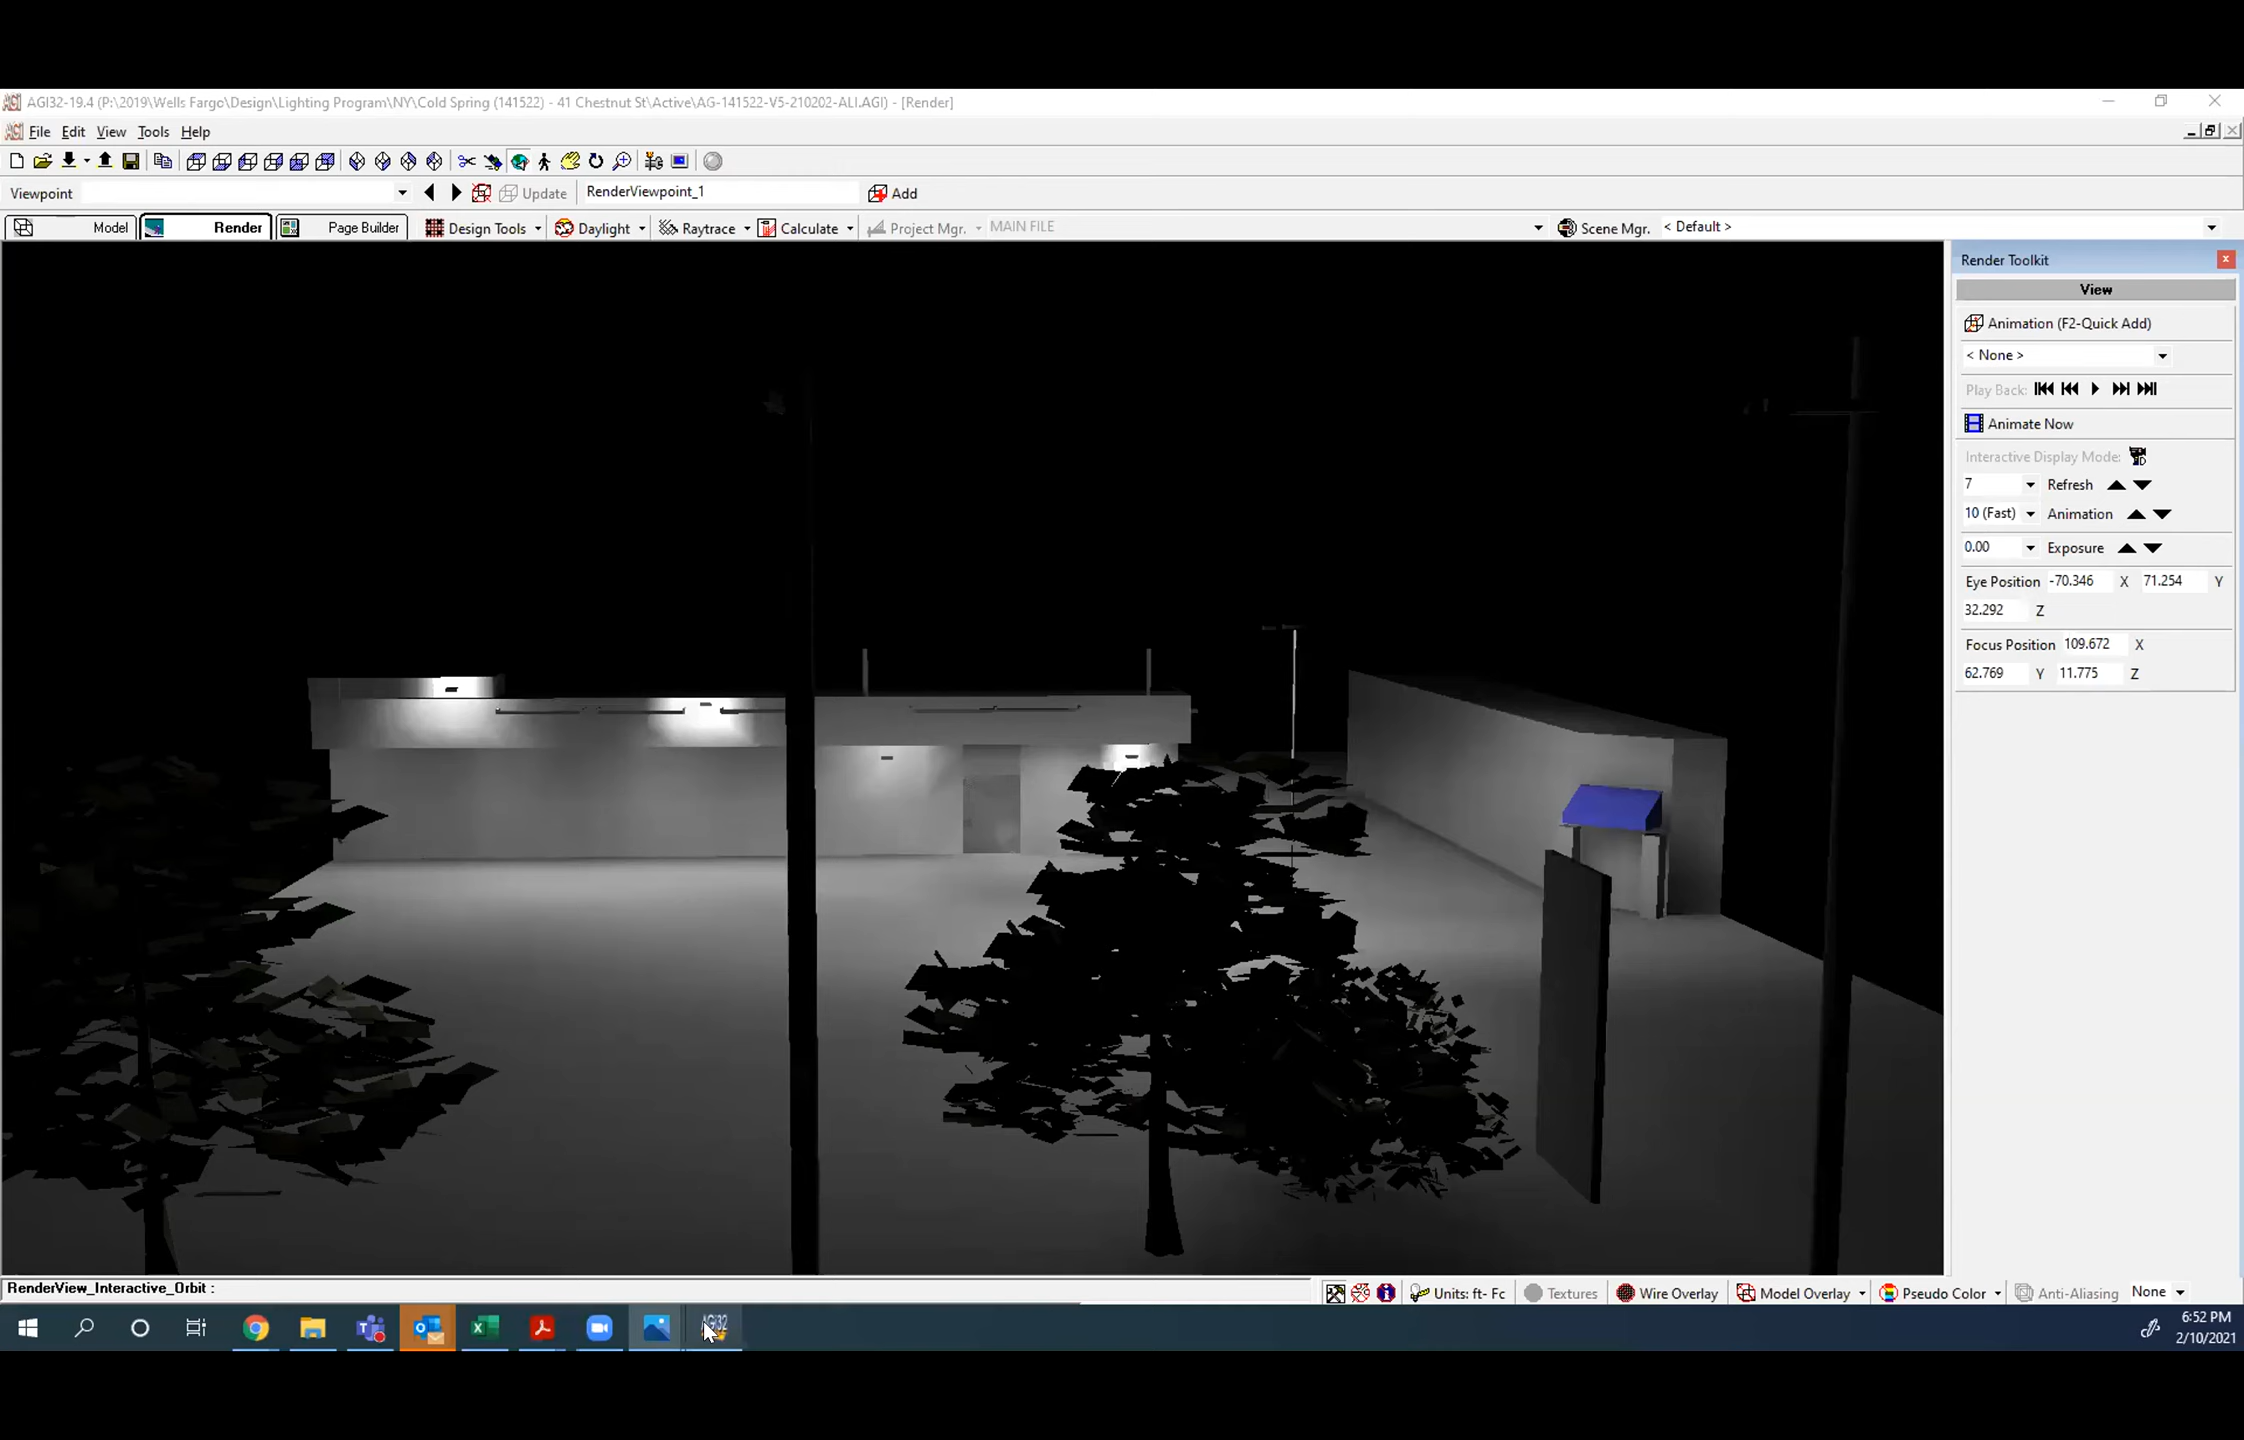 AGI32-19.4 (P:\2019\Wells Fargo\Design\Lighting Program\NY\Cold Spring (141522) - 41 Chestnut St\Active\AG-141522-V5-210202-ALI.AGI) - [Render]
File Edit View Tools Help
Viewpoint Update RenderViewpoint_1 Add
Model Render Page Builder Design Tools Daylight Raytrace Calculate Project Mgr. MAIN FILE Scene Mgr. < Default >
Render Toolkit
View
Animation (F2-Quick Add)
< None >
Play Back:
Animate Now
Interactive Display Mode:
7 Refresh
10 (Fast) Animation
0.00 Exposure
Eye Position -70.346 X 71.254 Y
32.292 Z
Focus Position 109.672 X
62.769 Y 11.775 Z
RenderView_Interactive_Orbit :
Units: ft- Fc Textures Wire Overlay Model Overlay Pseudo Color Anti-Aliasing None
AGI32
6:52 PM
2/10/2021